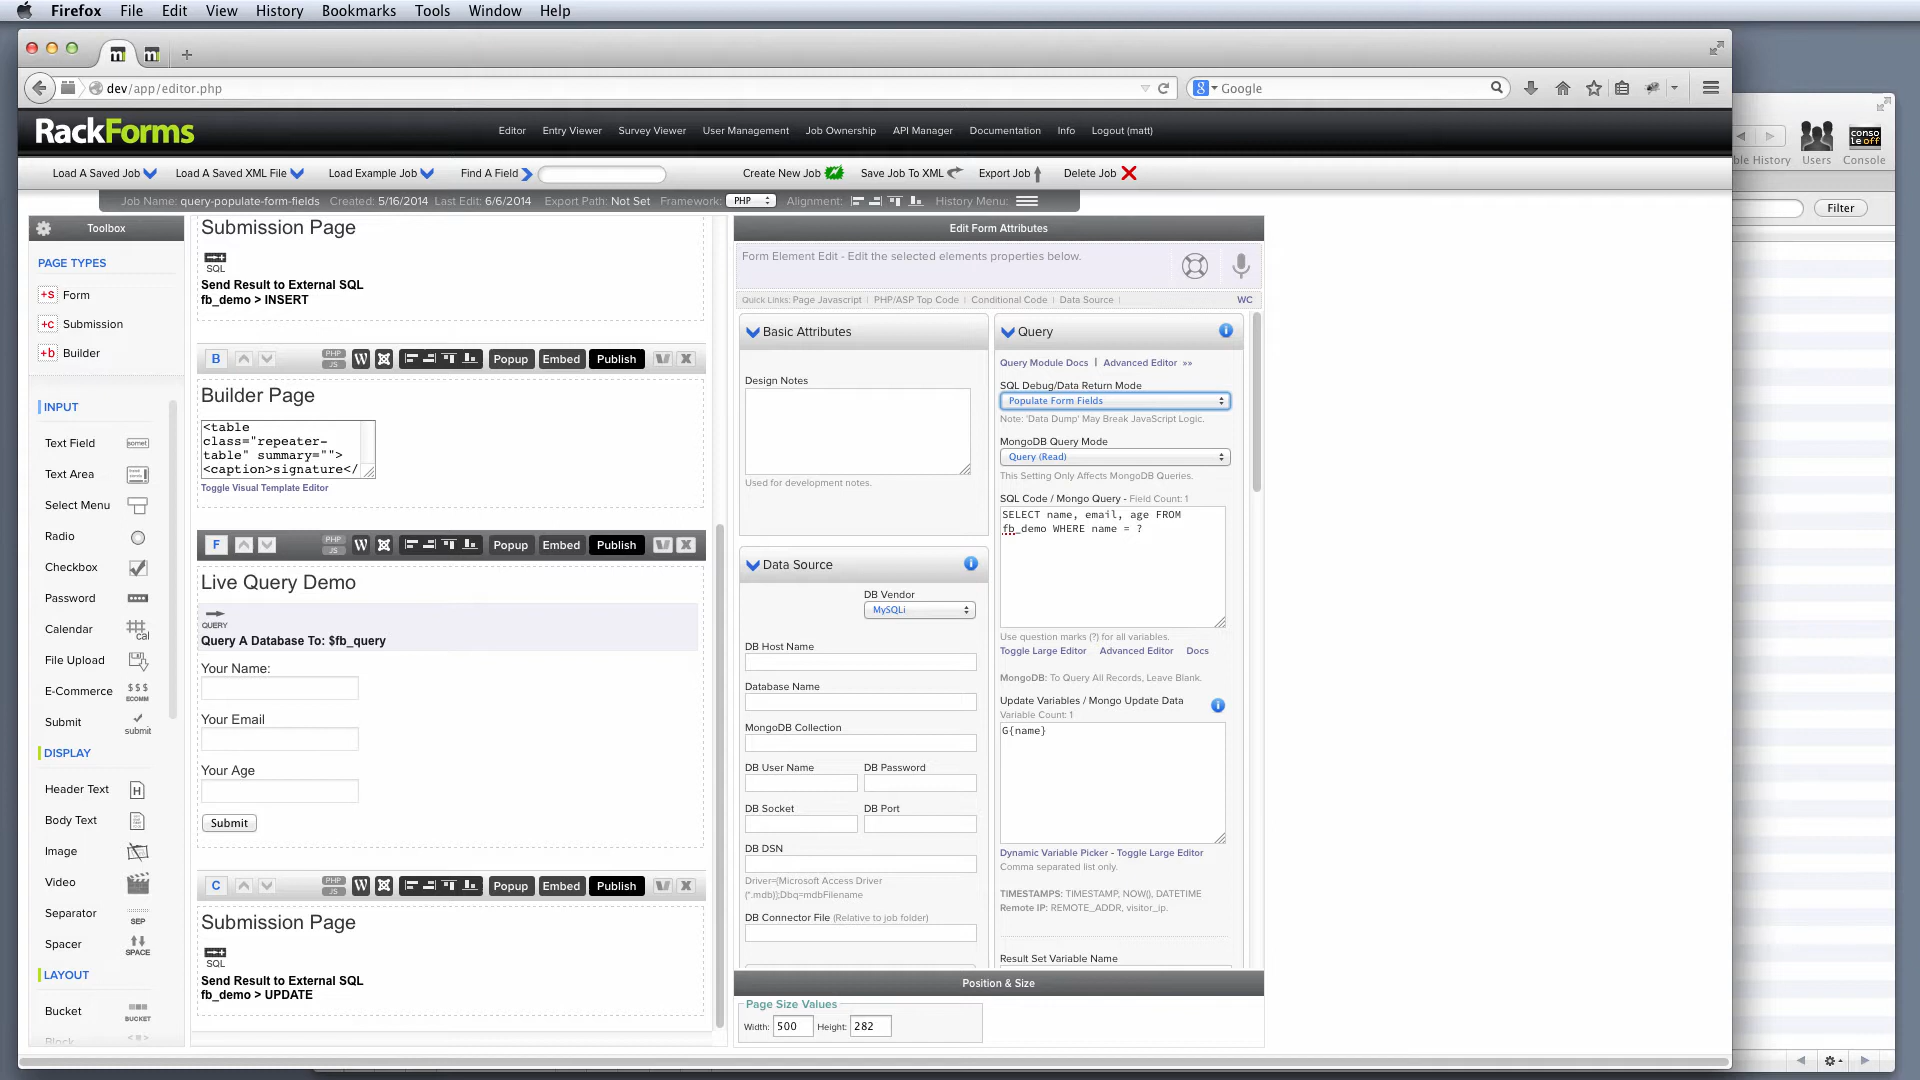 Firefox File Edit View History Bookmarks Tools Window Help
dev/app/editor.php
Google
RackForms
Editor Entry Viewer Survey Viewer User Management Job Ownership API Manager Documentation Info Logout (matt)
ble History Users Console
conso
le off
Load A Saved Job Load A Saved XML File Load Example Job Find A Field Create New Job Save Job To XML Export Job Delete Job
Job Name: query-populate-form-fields Created: 5/16/2014 Last Edit: 6/6/2014 Export Path: Not Set Framework: PHP Alignment: History Menu:
Filter
Toolbox
PAGE TYPES
+S Form
+C Submission
+b Builder
INPUT
Text Field
Text Area
Select Menu
Radio
Checkbox
Password
Calendar
cal
File Upload
E-Commerce
$ $ $
ECOMM
Submit
submit
DISPLAY
Header Text
H
Body Text
Image
Video
Separator
SEP
Spacer
SPACE
LAYOUT
Bucket
BUCKET
Block
Submission Page
SQL
Send Result to External SQL
fb_demo > INSERT
B PHP JS W Popup Embed Publish
Builder Page
<table
class="repeater-
table" summary="">
<caption>signature</
Toggle Visual Template Editor
F PHP JS W Popup Embed Publish
Live Query Demo
QUERY
Query A Database To: $fb_query
Your Name:
Your Email
Your Age
Submit
C PHP JS W Popup Embed Publish
Submission Page
SQL
Send Result to External SQL
fb_demo > UPDATE
Edit Form Attributes
Form Element Edit - Edit the selected elements properties below.
Quick Links: Page Javascript | PHP/ASP Top Code | Conditional Code | Data Source | WC
Basic Attributes
Design Notes
Used for development notes.
Data Source
DB Vendor
MySQLi
DB Host Name
Database Name
MongoDB Collection
DB User Name DB Password
DB Socket DB Port
DB DSN
Driver={Microsoft Access Driver
(*.mdb)};Dbq=mdbFilename
DB Connector File (Relative to job folder)
Query
Query Module Docs | Advanced Editor »»
SQL Debug/Data Return Mode
Populate Form Fields
Note: 'Data Dump' May Break JavaScript Logic.
MongoDB Query Mode
Query (Read)
This Setting Only Affects MongoDB Queries.
SQL Code / Mongo Query - Field Count: 1
SELECT name, email, age FROM
fb_demo WHERE name = ?
Use question marks (?) for all variables.
Toggle Large Editor Advanced Editor Docs
MongoDB: To Query All Records, Leave Blank.
Update Variables / Mongo Update Data
Variable Count: 1
G{name}
Dynamic Variable Picker - Toggle Large Editor
Comma separated list only.
TIMESTAMPS: TIMESTAMP, NOW(), DATETIME
Remote IP: REMOTE_ADDR, visitor_ip.
Result Set Variable Name
Position & Size
Page Size Values
Width: 500 Height: 282